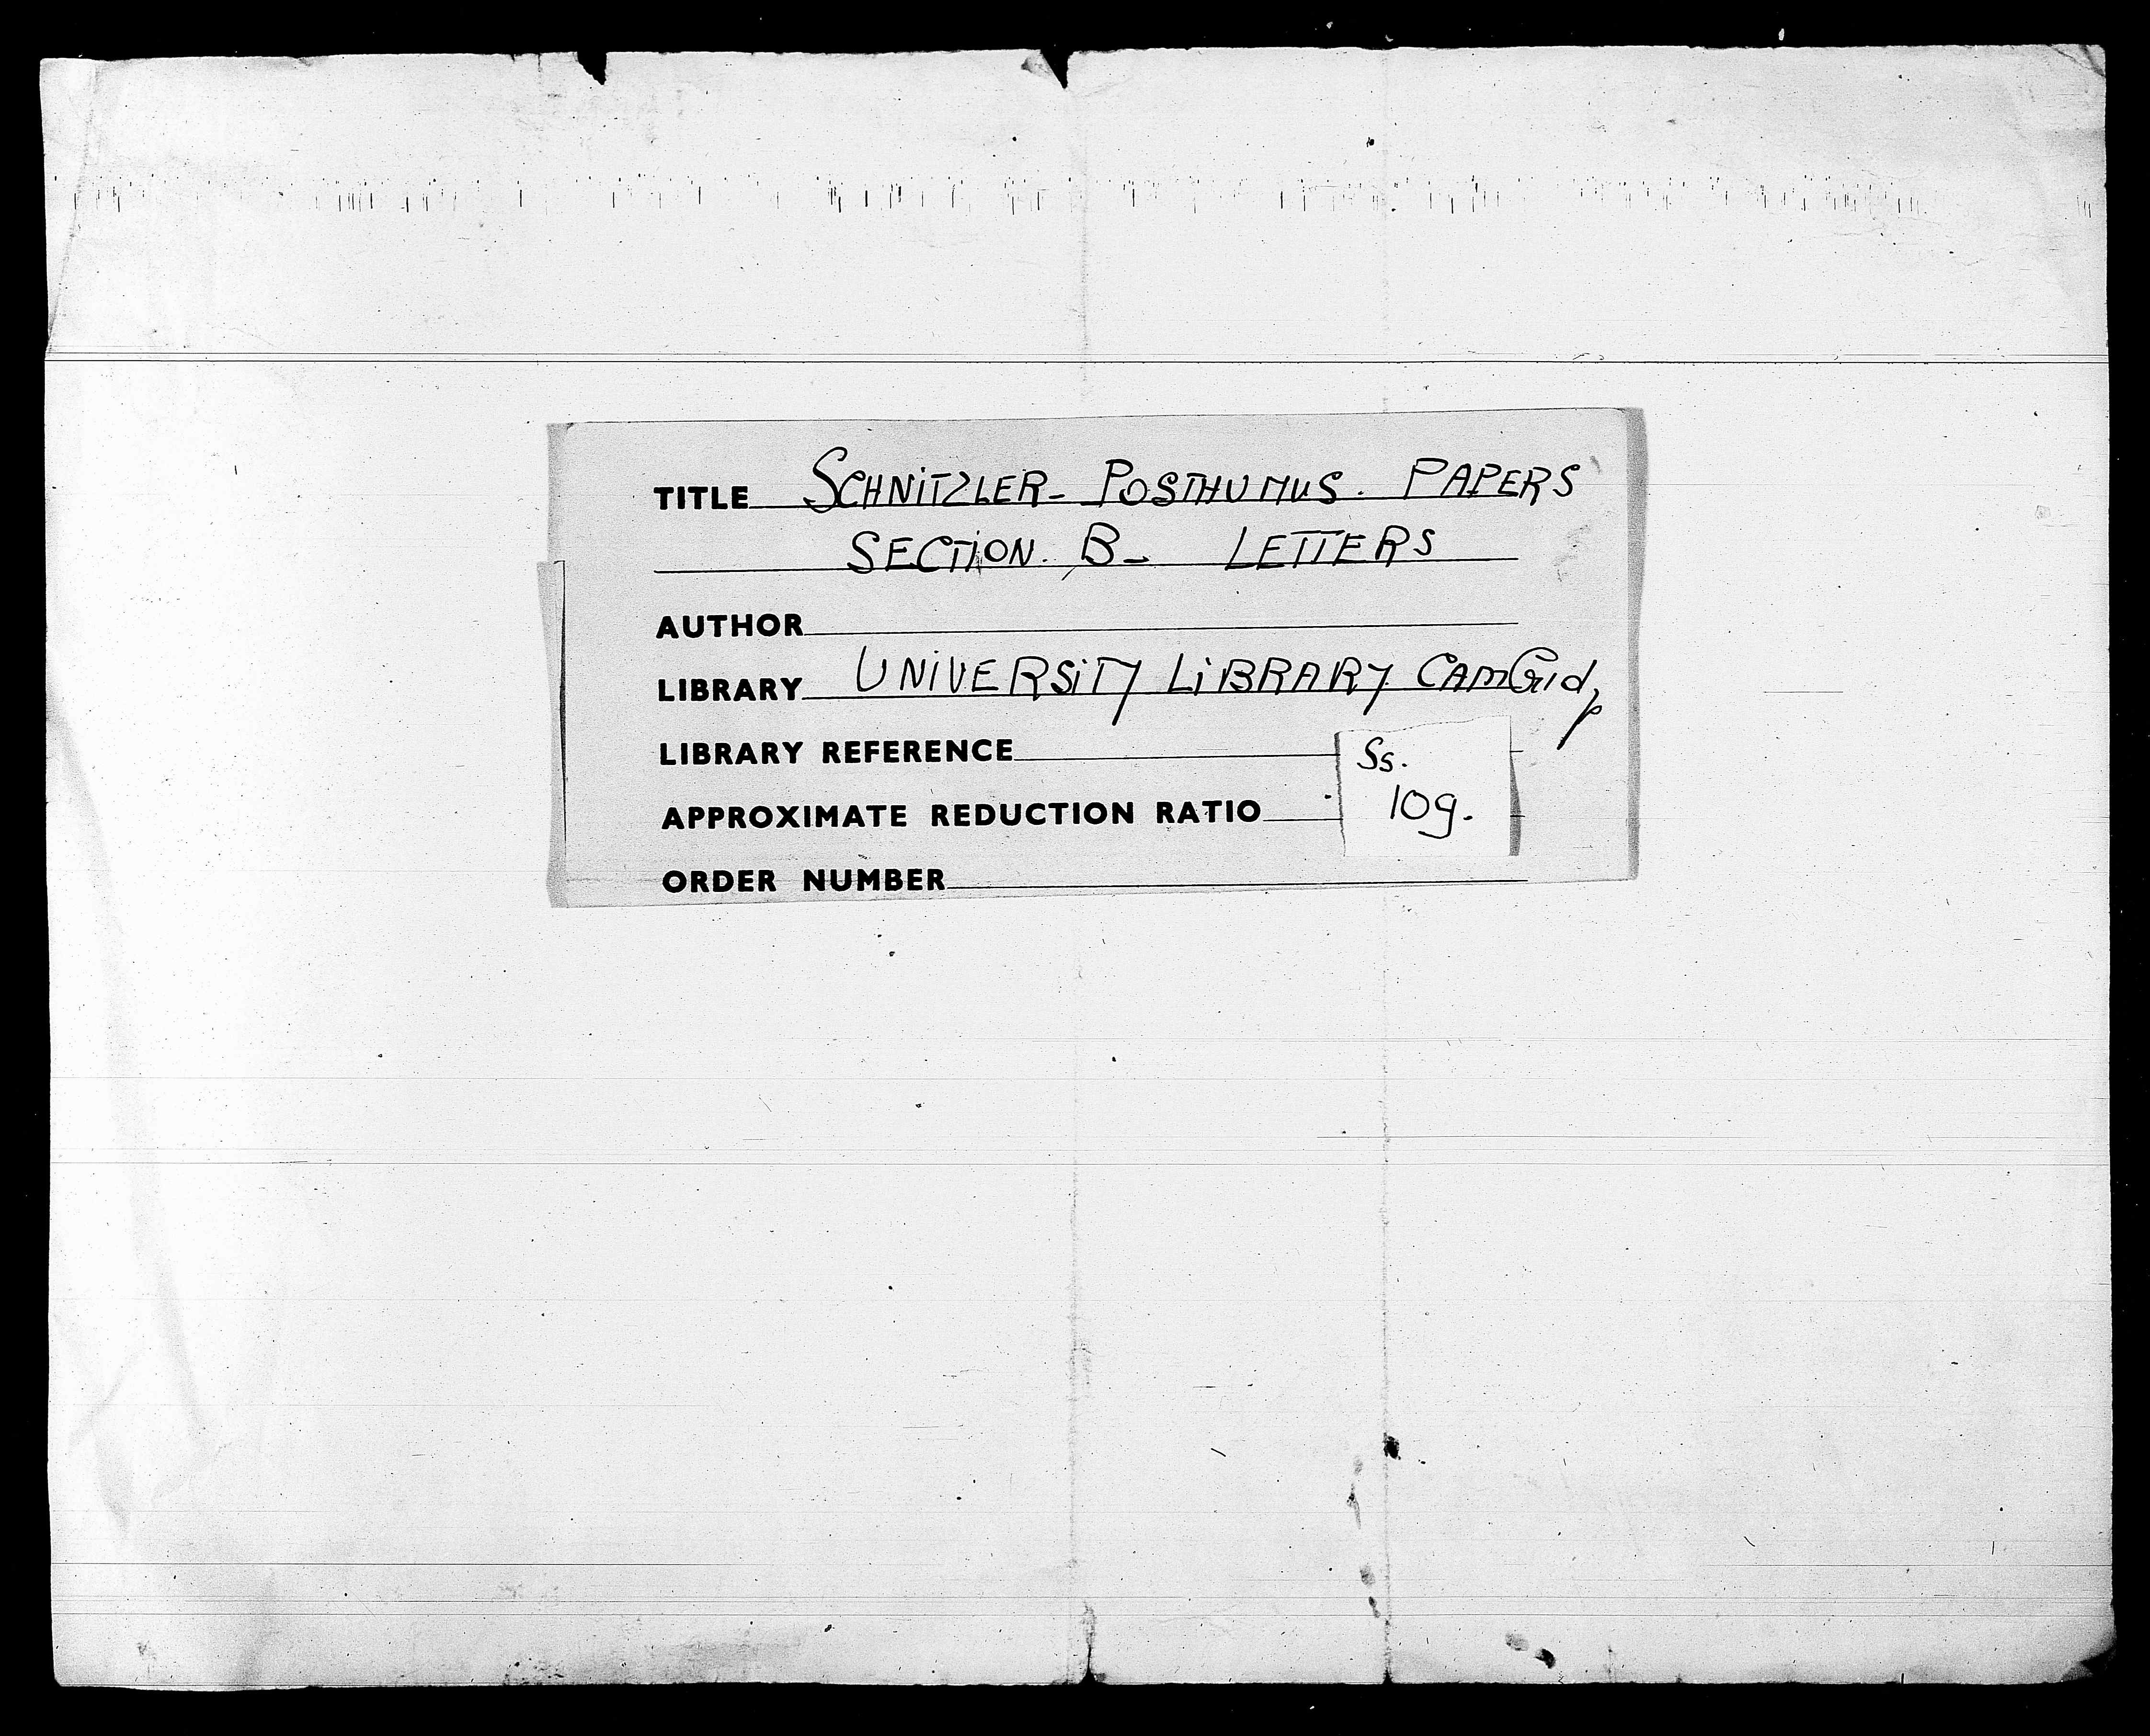 TITLE SCHNITZLER - POSTHUMUS. PAPERS
SECTION. B - LETTERS
AUTHOR
LIBRARY UNIVERSITY LIBRARY
LIBRARY REFERENCE
Ss.
APPROXIMATE REDUCTION RATIO
109.
ORDER NUMBER